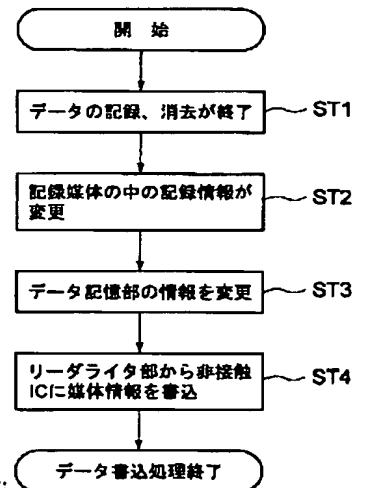 開 始
データの記録、消去が終了
ST1
記録媒体の中の記録情報が
変更
ST2
データ記憶部の情報を変更
ST3
リーダライタ部から非接触
ICに媒体情報を書込
ST4
データ書込処理終了